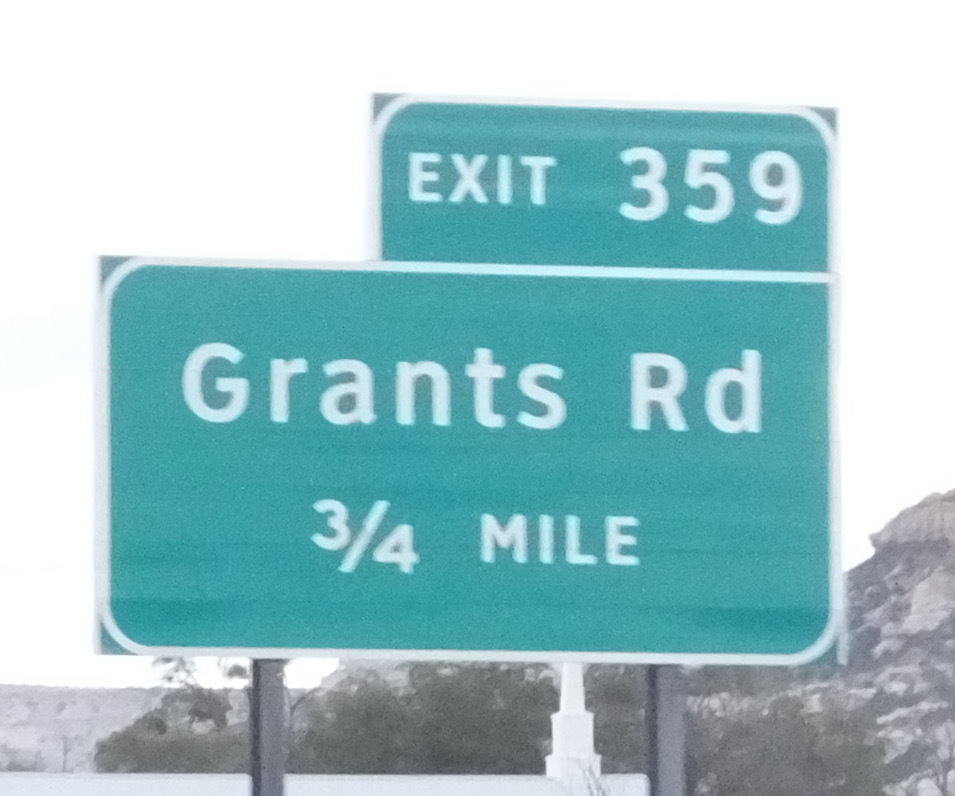 EXIT 359
Grants Rd
3/4 MILE